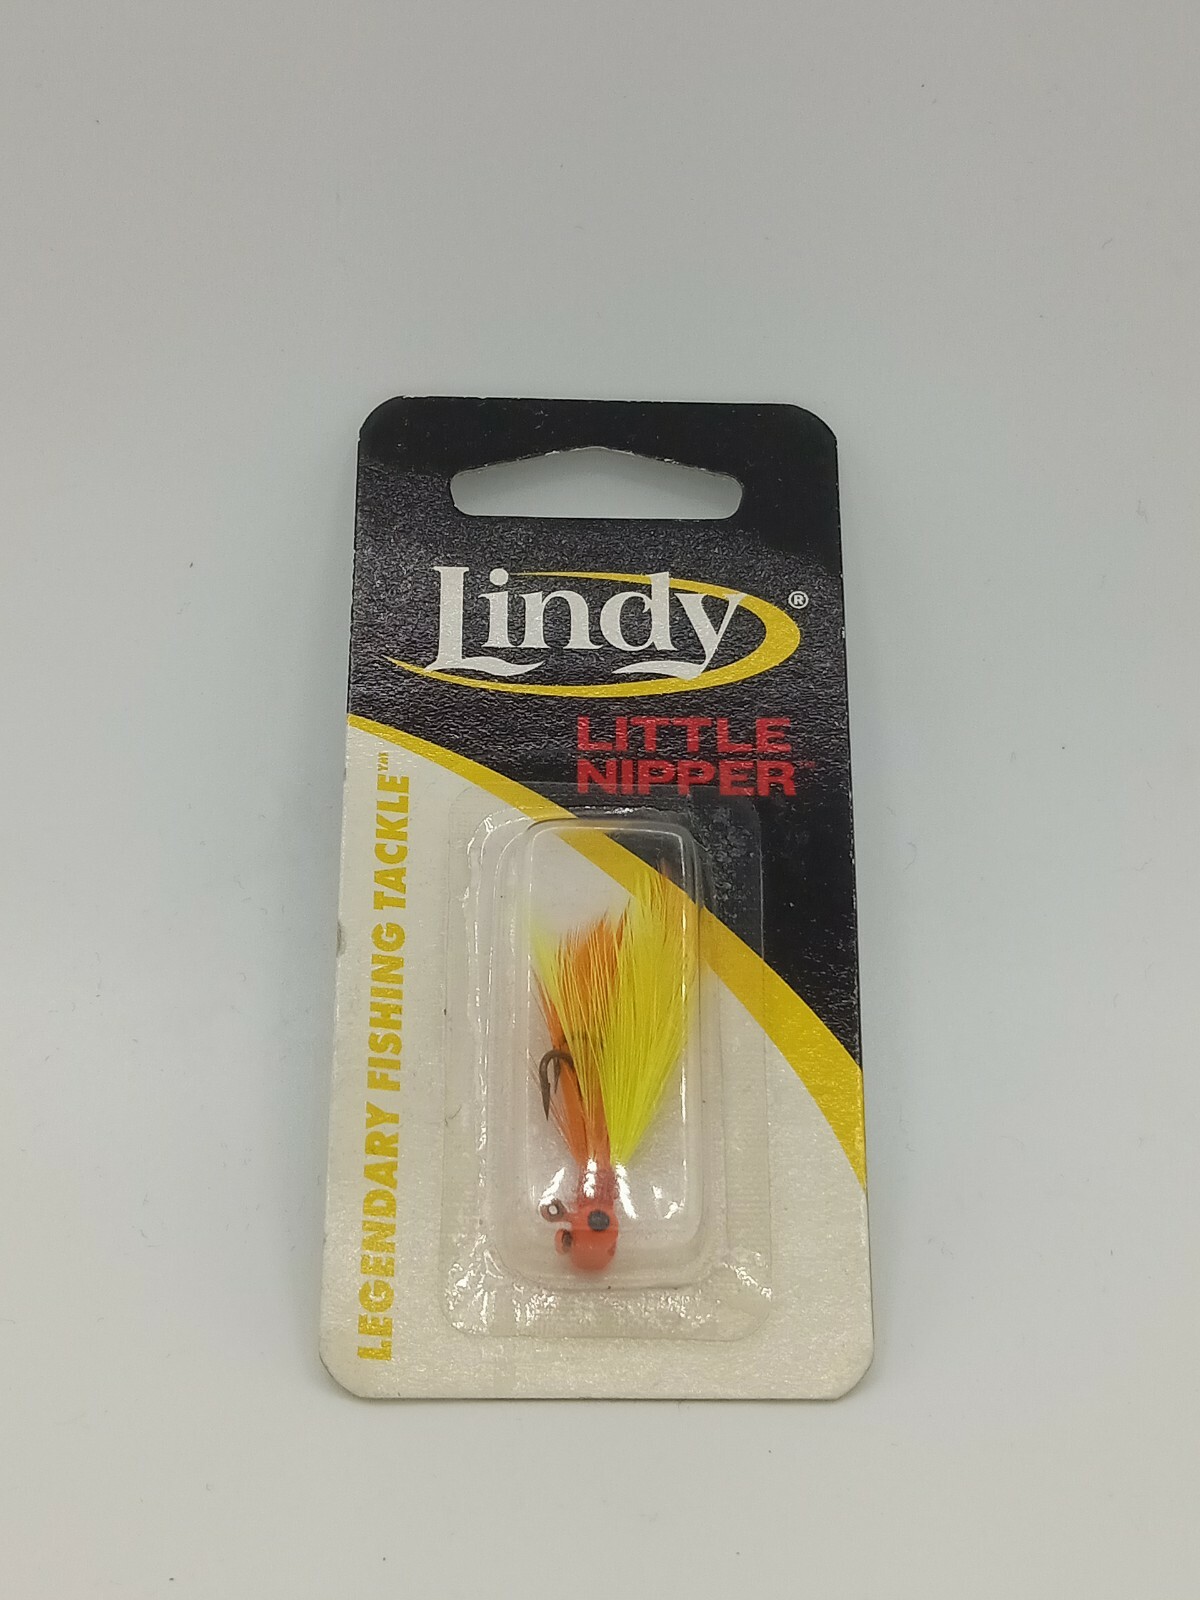 Lindy®
LITTLE
NIPPER™
LEGENDARY FISHING TACKLE™